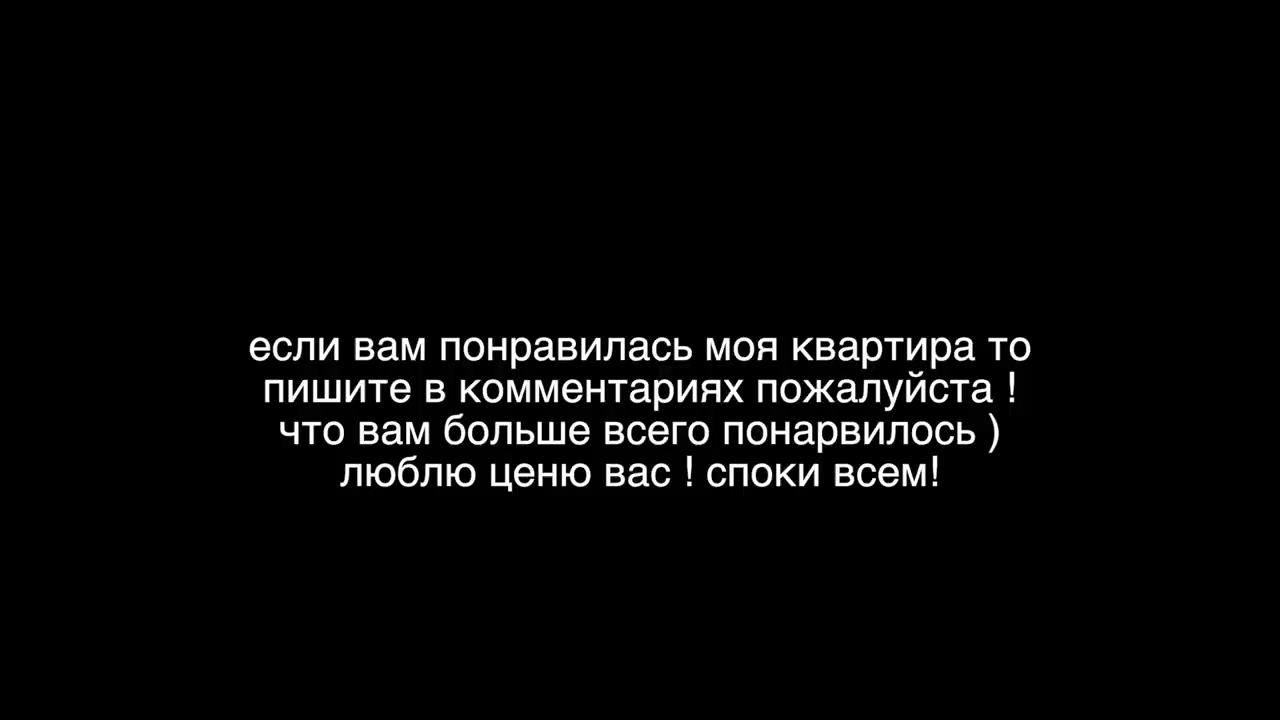 если вам понравилась моя квартира то
пишите в комментариях пожалуйста !
что вам больше всего понарвилось )
люблю ценю вас ! споки всем!